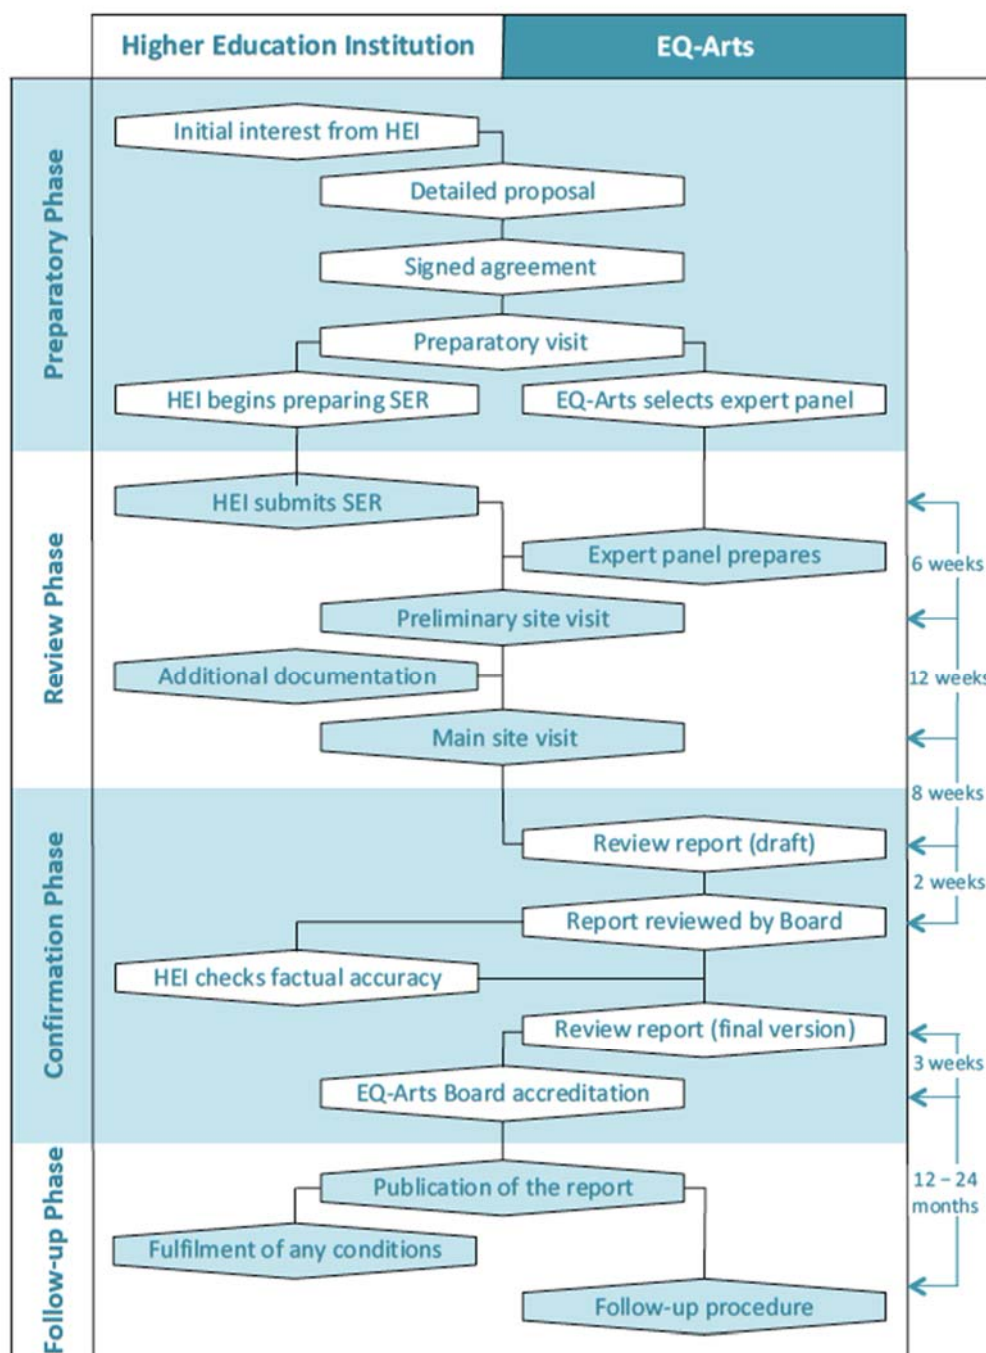 Higher Education Institution
EQ-Arts
Preparatory Phase
Initial interest from HEI
Detailed proposal
Signed agreement
Preparatory visit
HEI begins preparing SER
EQ-Arts selects expert panel
Review Phase
HEI submits SER
Expert panel prepares
6 weeks
Preliminary site visit
Additional documentation
12 weeks
Main site visit
8 weeks
Confirmation Phase
Review report (draft)
2 weeks
Report reviewed by Board
HEI checks factual accuracy
Review report (final version)
3 weeks
EQ-Arts Board accreditation
Follow-up Phase
Publication of the report
12 – 24
months
Fulfilment of any conditions
Follow-up procedure